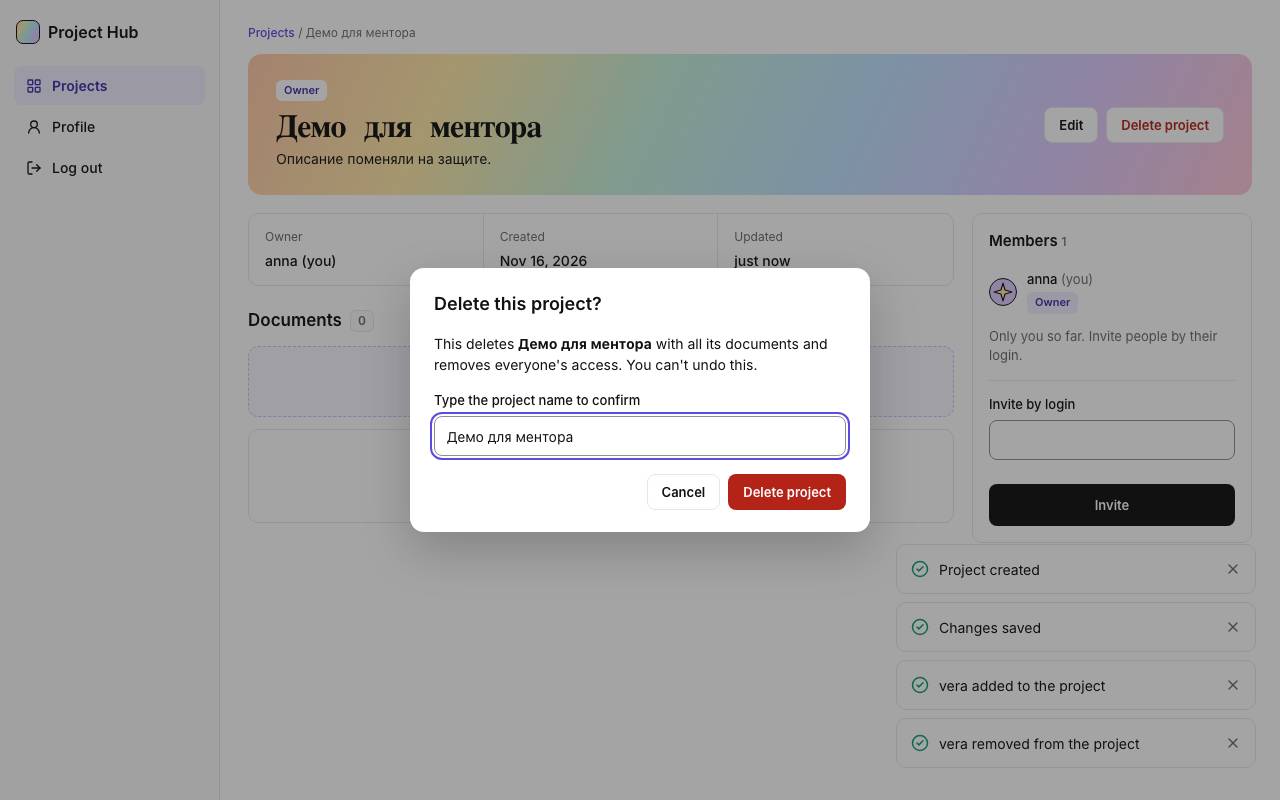 Project Hub
Projects
Profile
Log out
Projects / Демо для ментора
Owner
Демо для ментора
Описание поменяли на защите.
Edit
Delete project
Owner
anna (you)
Created
Nov 16, 2026
Updated
just now
Documents 0
Members 1
anna (you)
Owner
Only you so far. Invite people by their
login.
Invite by login
Invite
Delete this project?
This deletes Демо для ментора with all its documents and
removes everyone's access. You can't undo this.
Type the project name to confirm
Демо для ментора
Cancel
Delete project
Project created
Changes saved
vera added to the project
vera removed from the project